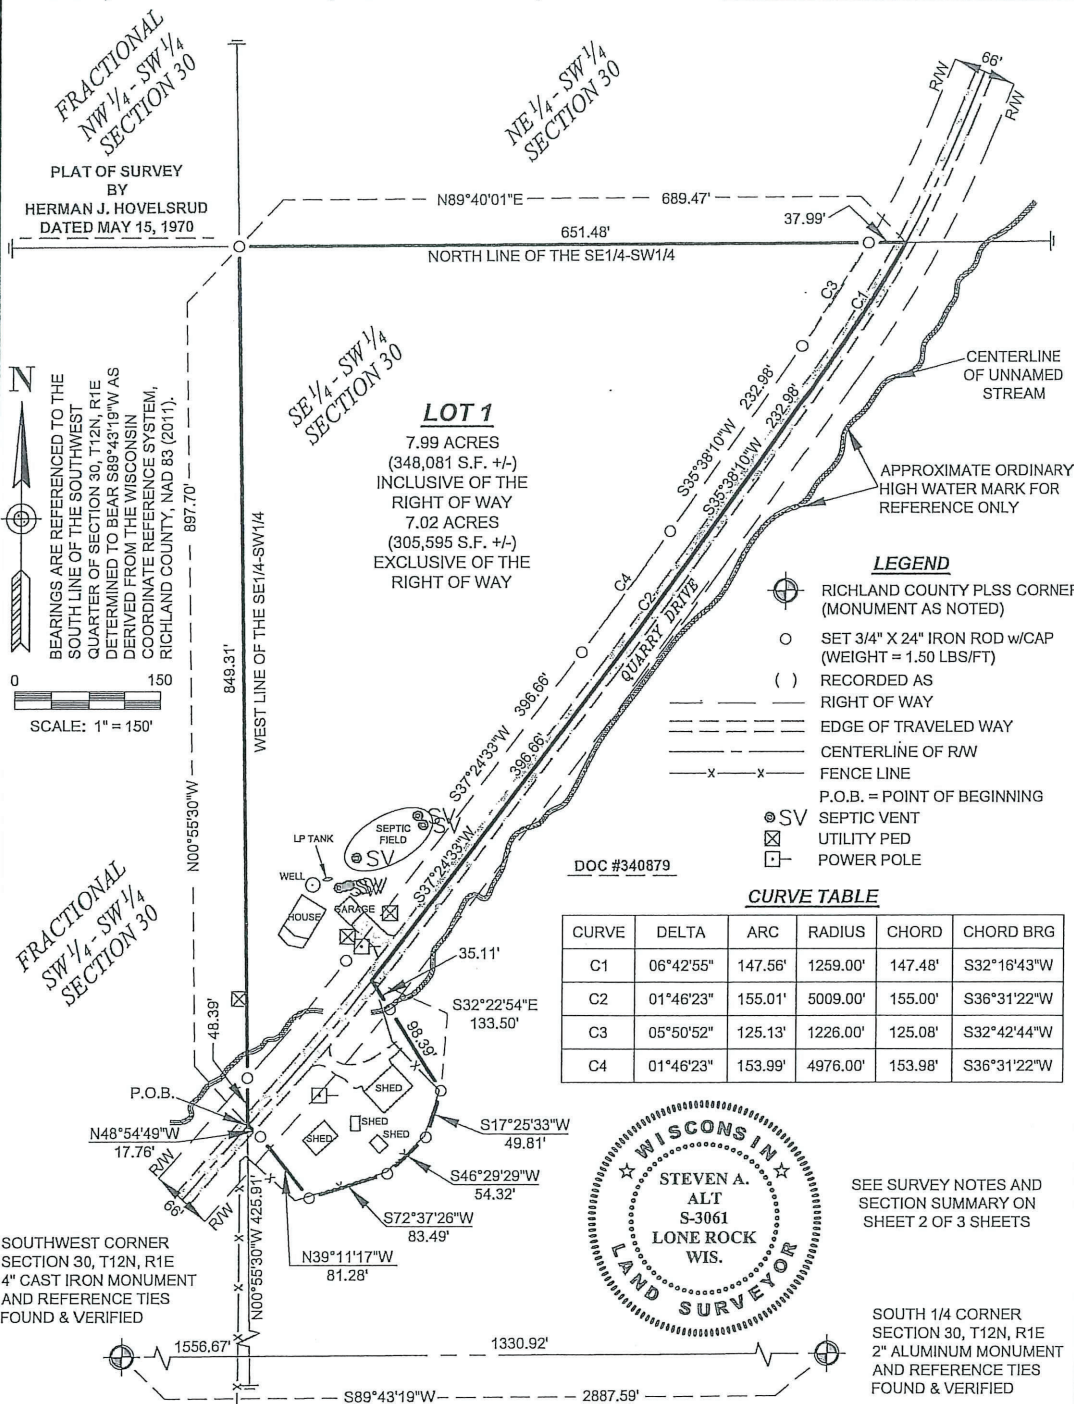 FRACTIONAL
NW 1/4 - SW 1/4
SECTION 30
NE 1/4 - SW 1/4
SECTION 30
R/W
66'
R/W
PLAT OF SURVEY
BY
HERMAN J. HOVELSRUD
DATED MAY 15, 1970
N89°40'01"E
689.47'
37.99'
651.48'
NORTH LINE OF THE SE1/4-SW1/4
C3
C1
SE 1/4 - SW 1/4
SECTION 30
CENTERLINE
OF UNNAMED
STREAM
N
BEARINGS ARE REFERENCED TO THE
SOUTH LINE OF THE SOUTHWEST
QUARTER OF SECTION 30, T12N, R1E
DETERMINED TO BEAR S89°43'19"W AS
DERIVED FROM THE WISCONSIN
COORDINATE REFERENCE SYSTEM,
RICHLAND COUNTY, NAD 83 (2011).
0 150
SCALE: 1" = 150'
897.70'
N00°55'30"W
849.31'
WEST LINE OF THE SE1/4-SW1/4
LOT 1
7.99 ACRES
(348,081 S.F. +/-)
INCLUSIVE OF THE
RIGHT OF WAY
7.02 ACRES
(305,595 S.F. +/-)
EXCLUSIVE OF THE
RIGHT OF WAY
S35°38'10"W 232.98'
S35°38'10"W 232.98'
APPROXIMATE ORDINARY
HIGH WATER MARK FOR
REFERENCE ONLY
C4
C2
QUARRY DRIVE
S37°24'33"W 396.66'
S37°24'33"W 396.66'
LEGEND
RICHLAND COUNTY PLSS CORNER
(MONUMENT AS NOTED)
SET 3/4" X 24" IRON ROD w/CAP
(WEIGHT = 1.50 LBS/FT)
( ) RECORDED AS
RIGHT OF WAY
EDGE OF TRAVELED WAY
CENTERLINE OF R/W
x x FENCE LINE
P.O.B. = POINT OF BEGINNING
SV SEPTIC VENT
UTILITY PED
POWER POLE
SEPTIC
FIELD
SV
SV
LP TANK
WELL
HOUSE
GARAGE
DOC #340879
FRACTIONAL
SW 1/4 - SW 1/4
SECTION 30
35.11'
S32°22'54"E
133.50'
98.39'
48.39'
P.O.B.
N48°54'49"W
17.76'
R/W
66'
R/W
SHED
SHED
SHED
SHED
S17°25'33"W
49.81'
S46°29'29"W
54.32'
S72°37'26"W
83.49'
N39°11'17"W
81.28'
N00°55'30"W 425.91'
CURVE TABLE
CURVE DELTA ARC RADIUS CHORD CHORD BRG
C1 06°42'55" 147.56' 1259.00' 147.48' S32°16'43"W
C2 01°46'23" 155.01' 5009.00' 155.00' S36°31'22"W
C3 05°50'52" 125.13' 1226.00' 125.08' S32°42'44"W
C4 01°46'23" 153.99' 4976.00' 153.98' S36°31'22"W
WISCONSIN
STEVEN A.
ALT
S-3061
LONE ROCK
WIS.
LAND SURVEYOR
SEE SURVEY NOTES AND
SECTION SUMMARY ON
SHEET 2 OF 3 SHEETS
SOUTHWEST CORNER
SECTION 30, T12N, R1E
4" CAST IRON MONUMENT
AND REFERENCE TIES
FOUND & VERIFIED
SOUTH 1/4 CORNER
SECTION 30, T12N, R1E
2" ALUMINUM MONUMENT
AND REFERENCE TIES
FOUND & VERIFIED
1556.67'
1330.92'
S89°43'19"W
2887.59'